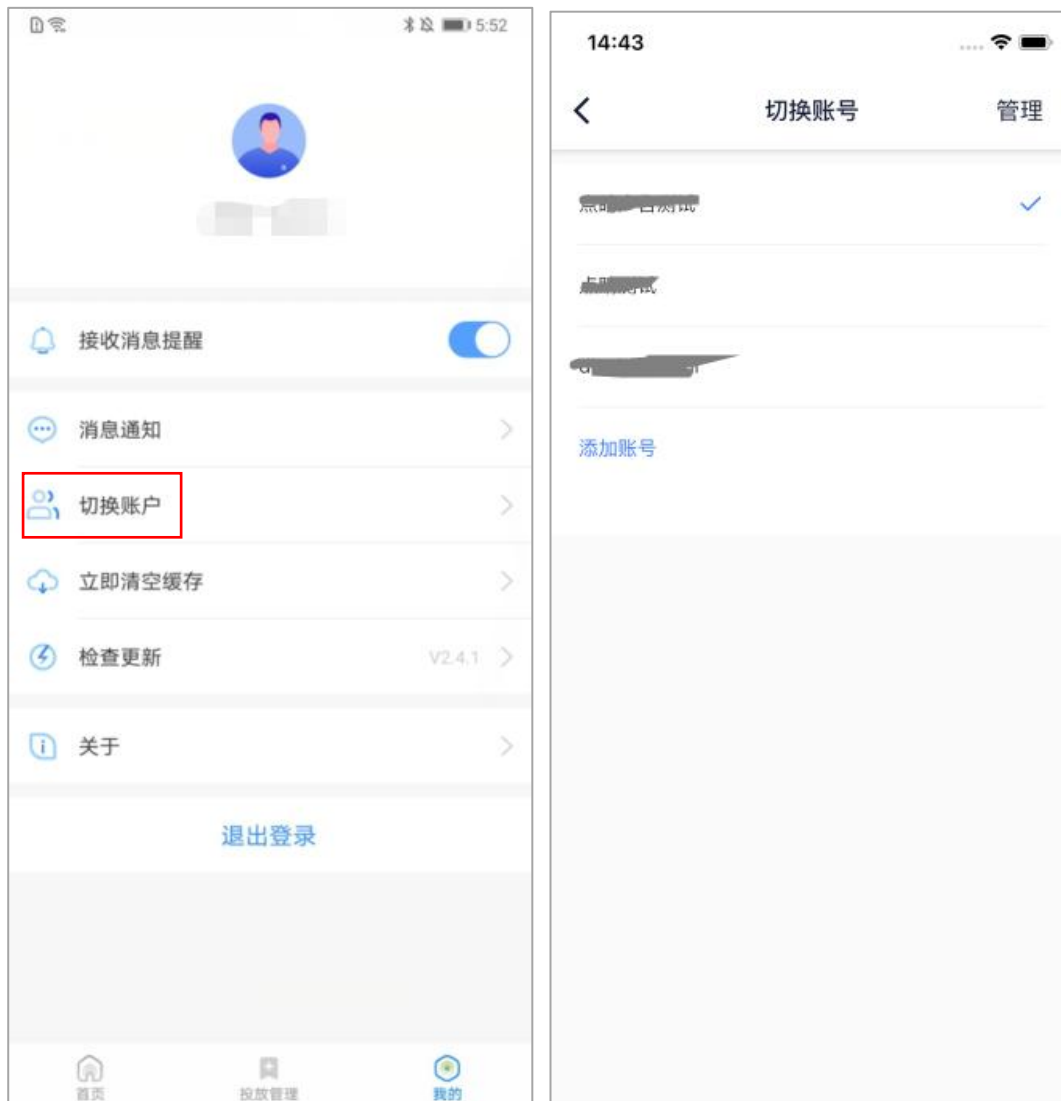 5:52
接收消息提醒
消息通知
切换账户
立即清空缓存
检查更新 V2.4.1
关于
退出登录
首页 投放管理 我的
14:43
切换账号 管理
添加账号